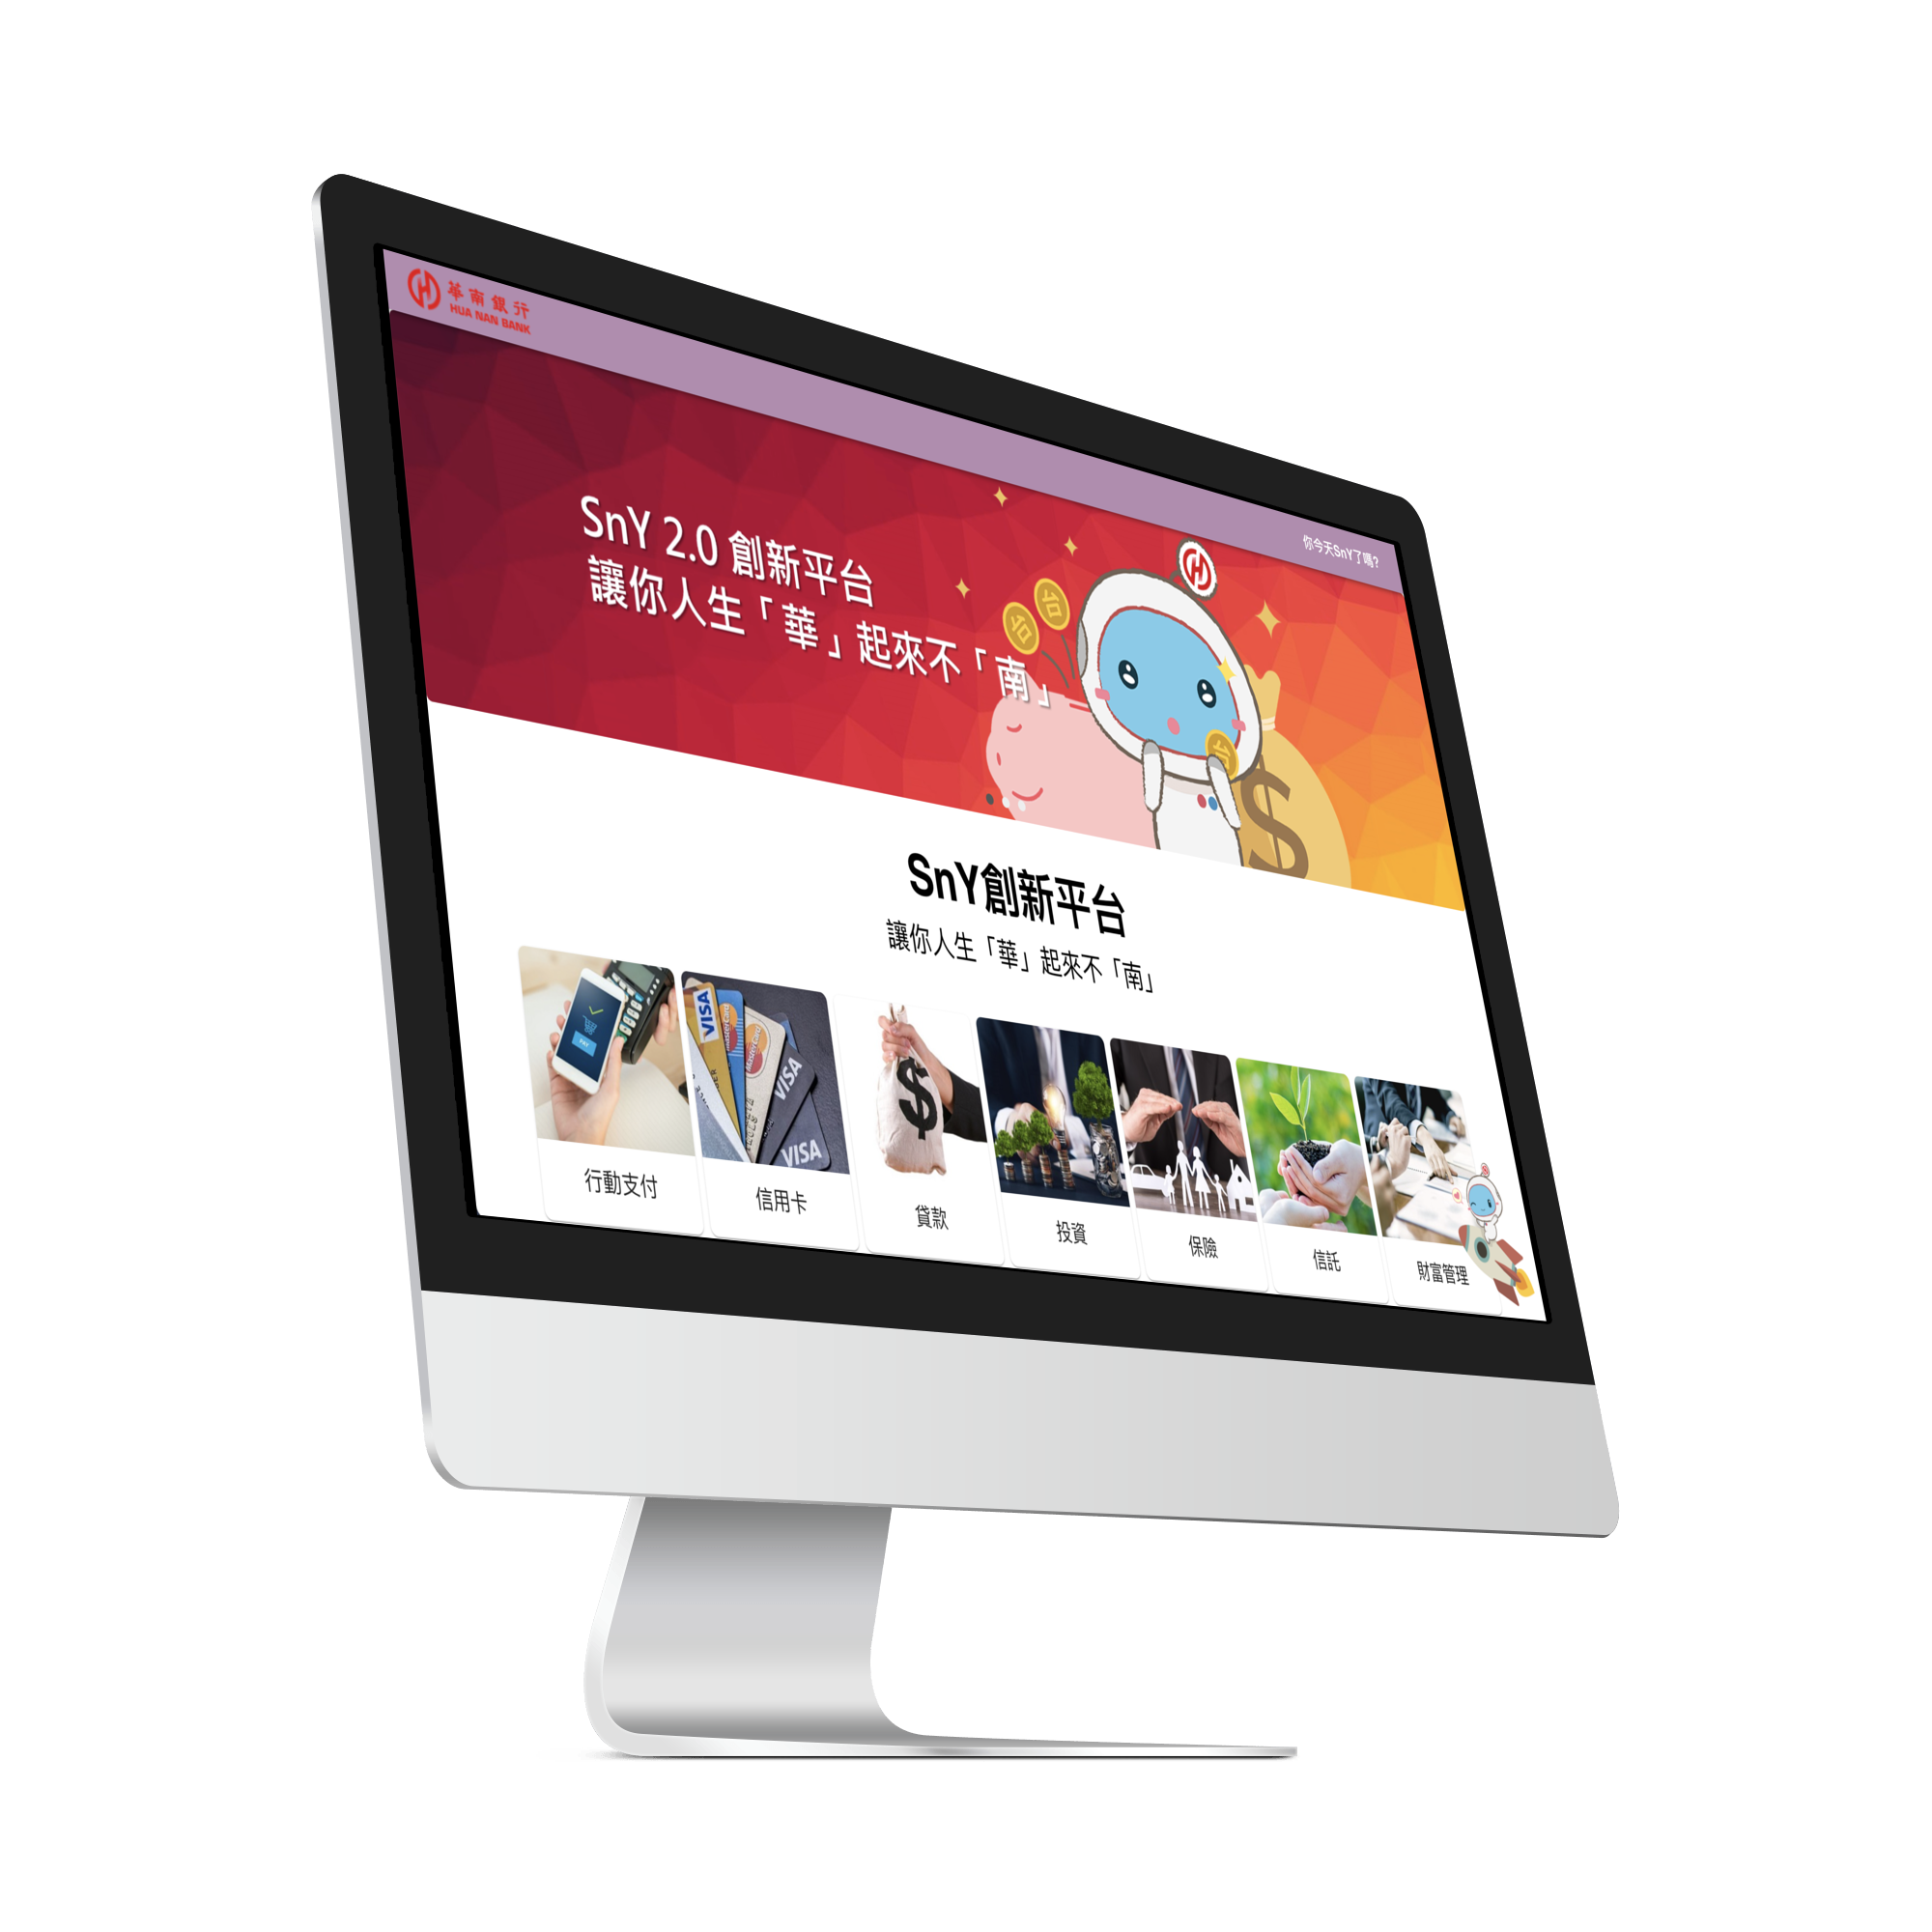 華南銀行
HUA NAN BANK
你今天SnY了嗎?
SnY 2.0 創新平台
讓你人生「華」起來不「南」
台
台
台
$
SnY創新平台
讓你人生「華」起來不「南」
PAY
VISA
MasterCard
MasterCard
VISA
VISA
$
行動支付
信用卡
貸款
投資
保險
信託
財富管理